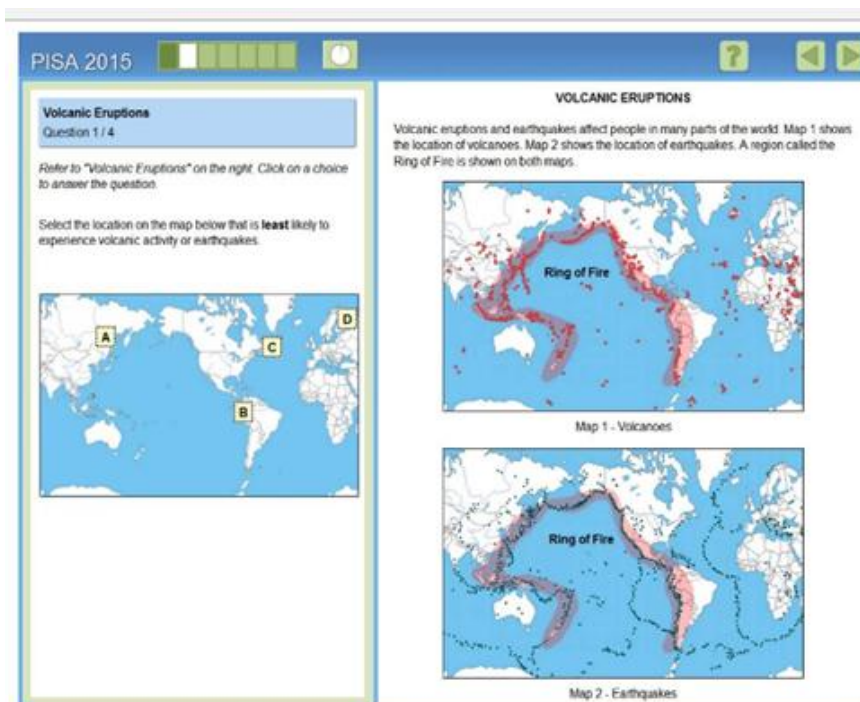 PISA 2015
?
Volcanic Eruptions
Question 1 / 4
Refer to "Volcanic Eruptions" on the right. Click on a choice
to answer the question.
Select the location on the map below that is least likely to
experience volcanic activity or earthquakes.
A
B
C
D
VOLCANIC ERUPTIONS
Volcanic eruptions and earthquakes affect people in many parts of the world. Map 1 shows
the location of volcanoes. Map 2 shows the location of earthquakes. A region called the
Ring of Fire is shown on both maps.
Ring of Fire
Map 1 - Volcanoes
Ring of Fire
Map 2 - Earthquakes